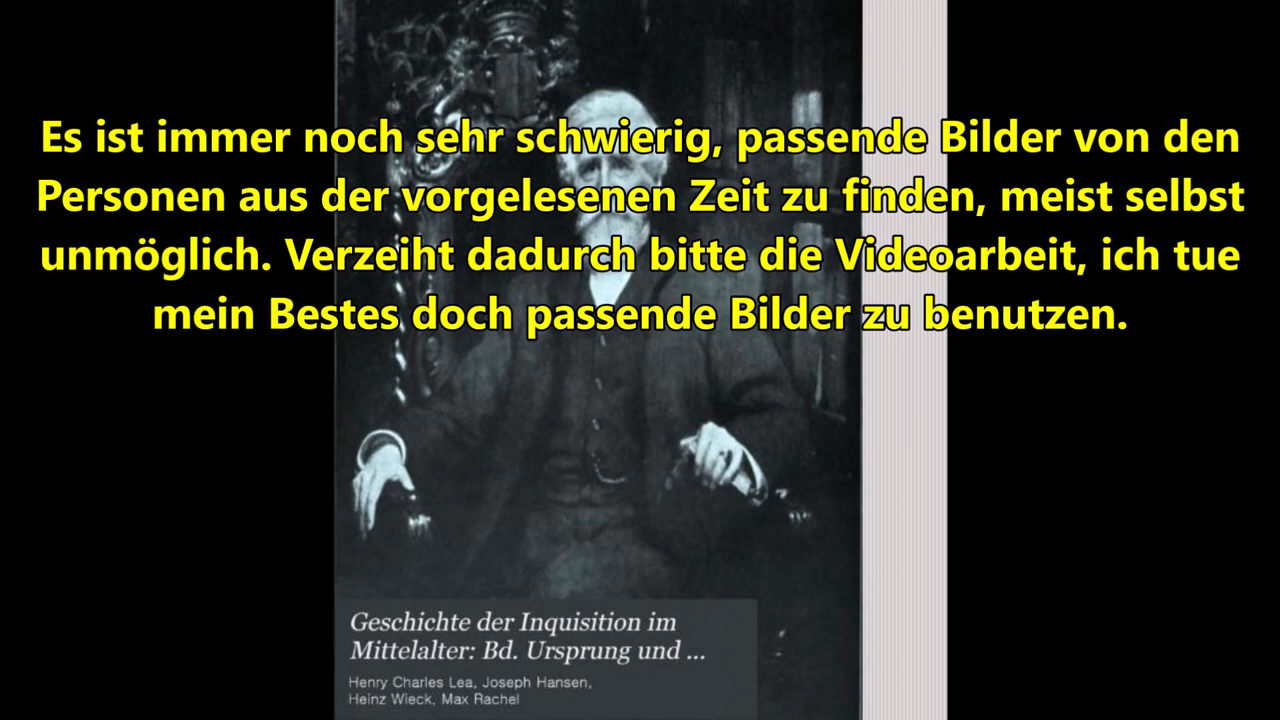 Es ist immer noch sehr schwierig, passende Bilder von den
Personen aus der vorgelesenen Zeit zu finden, meist selbst
unmöglich. Verzeiht dadurch bitte die Videoarbeit, ich tue
mein Bestes doch passende Bilder zu benutzen.
Geschichte der Inquisition im
Mittelalter: Bd. Ursprung und ...
Henry Charles Lea, Joseph Hansen,
Heinz Wieck, Max Rachel